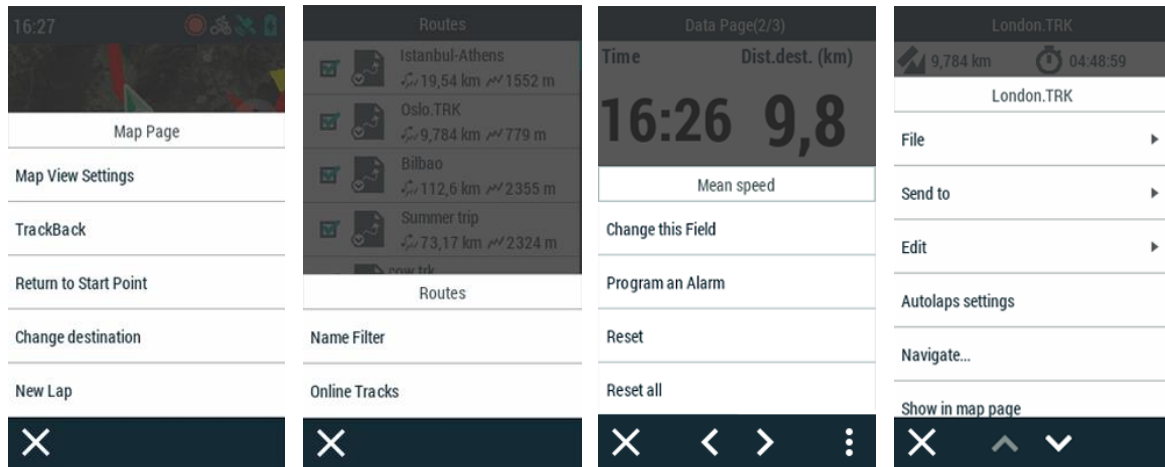 16:27
Map Page
Map View Settings
TrackBack
Return to Start Point
Change destination
New Lap
Routes
Istanbul-Athens
19,54 km 1552 m
Oslo.TRK
9,784 km 779 m
Bilbao
112,6 km 2355 m
Summer trip
73,17 km 2324 m
cow trk
Routes
Name Filter
Online Tracks
Data Page(2/3)
Time Dist.dest. (km)
16:26 9,8
Mean speed
Change this Field
Program an Alarm
Reset
Reset all
London.TRK
9,784 km 04:48:59
London.TRK
File
Send to
Edit
Autolaps settings
Navigate...
Show in map page